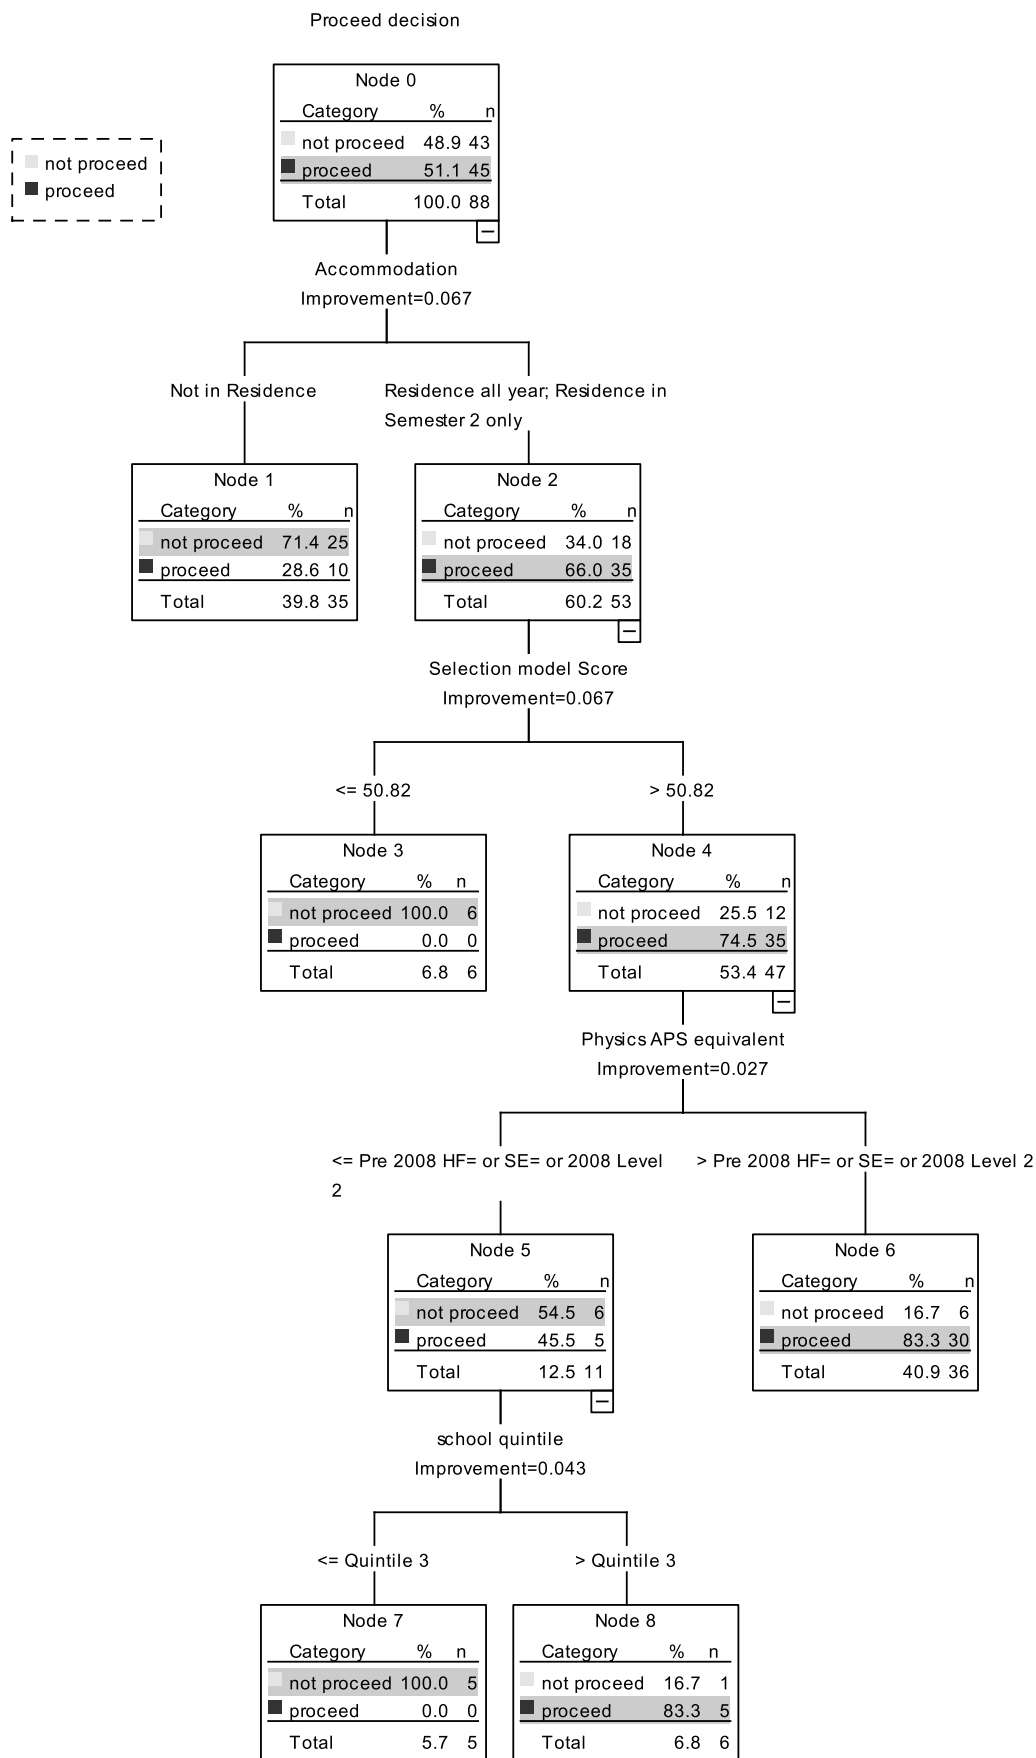 Proceed decision
not proceed
proceed
Node 0
Category % n
not proceed 48.9 43
proceed 51.1 45
Total 100.0 88
Accommodation
Improvement=0.067
Not in Residence
Residence all year; Residence in
Semester 2 only
Node 1
Category % n
not proceed 71.4 25
proceed 28.6 10
Total 39.8 35
Node 2
Category % n
not proceed 34.0 18
proceed 66.0 35
Total 60.2 53
Selection model Score
Improvement=0.067
<= 50.82
> 50.82
Node 3
Category % n
not proceed 100.0 6
proceed 0.0 0
Total 6.8 6
Node 4
Category % n
not proceed 25.5 12
proceed 74.5 35
Total 53.4 47
Physics APS equivalent
Improvement=0.027
<= Pre 2008 HF= or SE= or 2008 Level
2
> Pre 2008 HF= or SE= or 2008 Level 2
Node 5
Category % n
not proceed 54.5 6
proceed 45.5 5
Total 12.5 11
Node 6
Category % n
not proceed 16.7 6
proceed 83.3 30
Total 40.9 36
school quintile
Improvement=0.043
<= Quintile 3
> Quintile 3
Node 7
Category % n
not proceed 100.0 5
proceed 0.0 0
Total 5.7 5
Node 8
Category % n
not proceed 16.7 1
proceed 83.3 5
Total 6.8 6